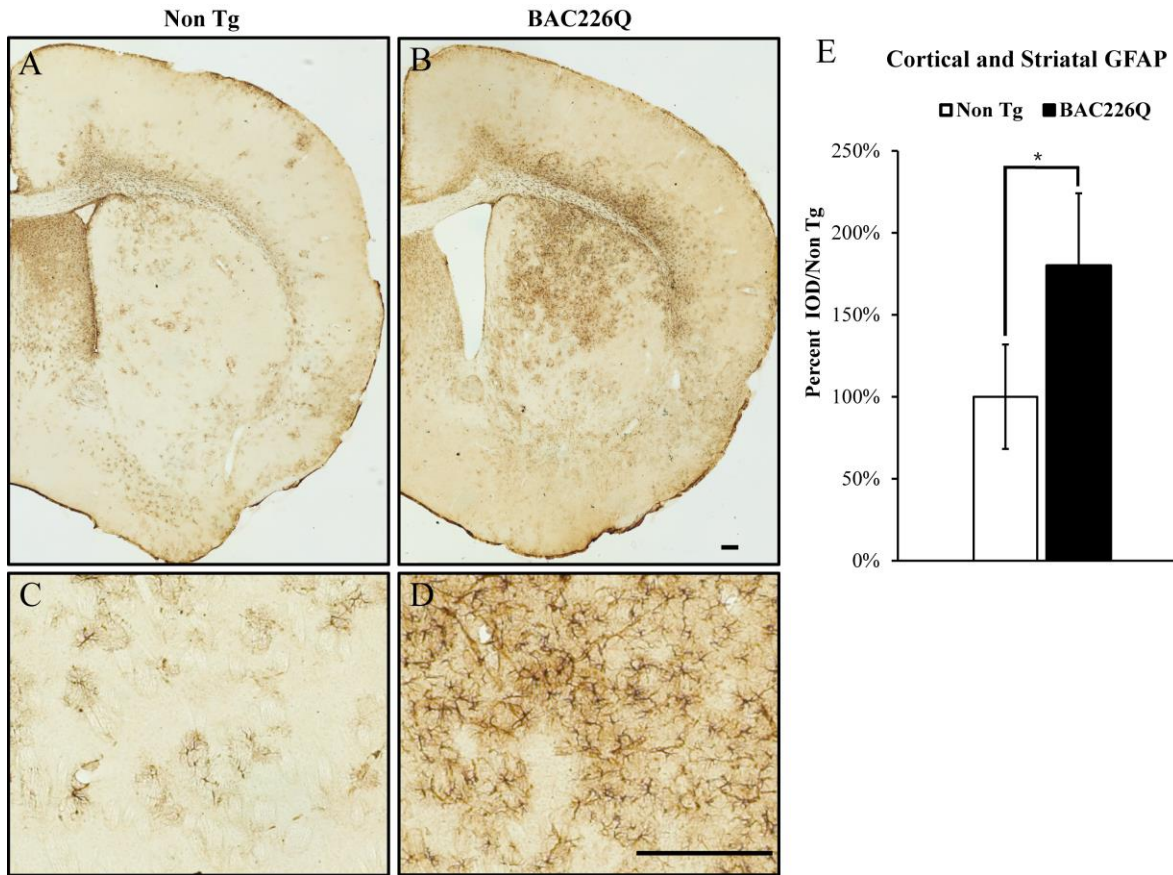 Non Tg
BAC226Q
A
B
C
D
E
Cortical and Striatal GFAP
Non Tg
BAC226Q
Percent IOD/Non Tg
250%
200%
150%
100%
50%
0%
*